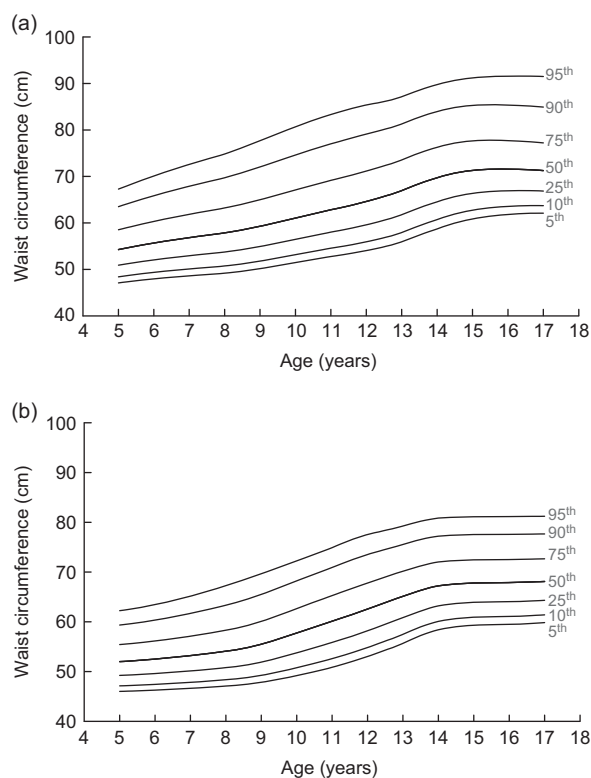 (a)
100
90
80
70
60
50
40
Waist circumference (cm)
95th
90th
75th
50th
25th
10th
5th
4 5 6 7 8 9 10 11 12 13 14 15 16 17 18
Age (years)
(b)
100
90
80
70
60
50
40
Waist circumference (cm)
95th
90th
75th
50th
25th
10th
5th
4 5 6 7 8 9 10 11 12 13 14 15 16 17 18
Age (years)